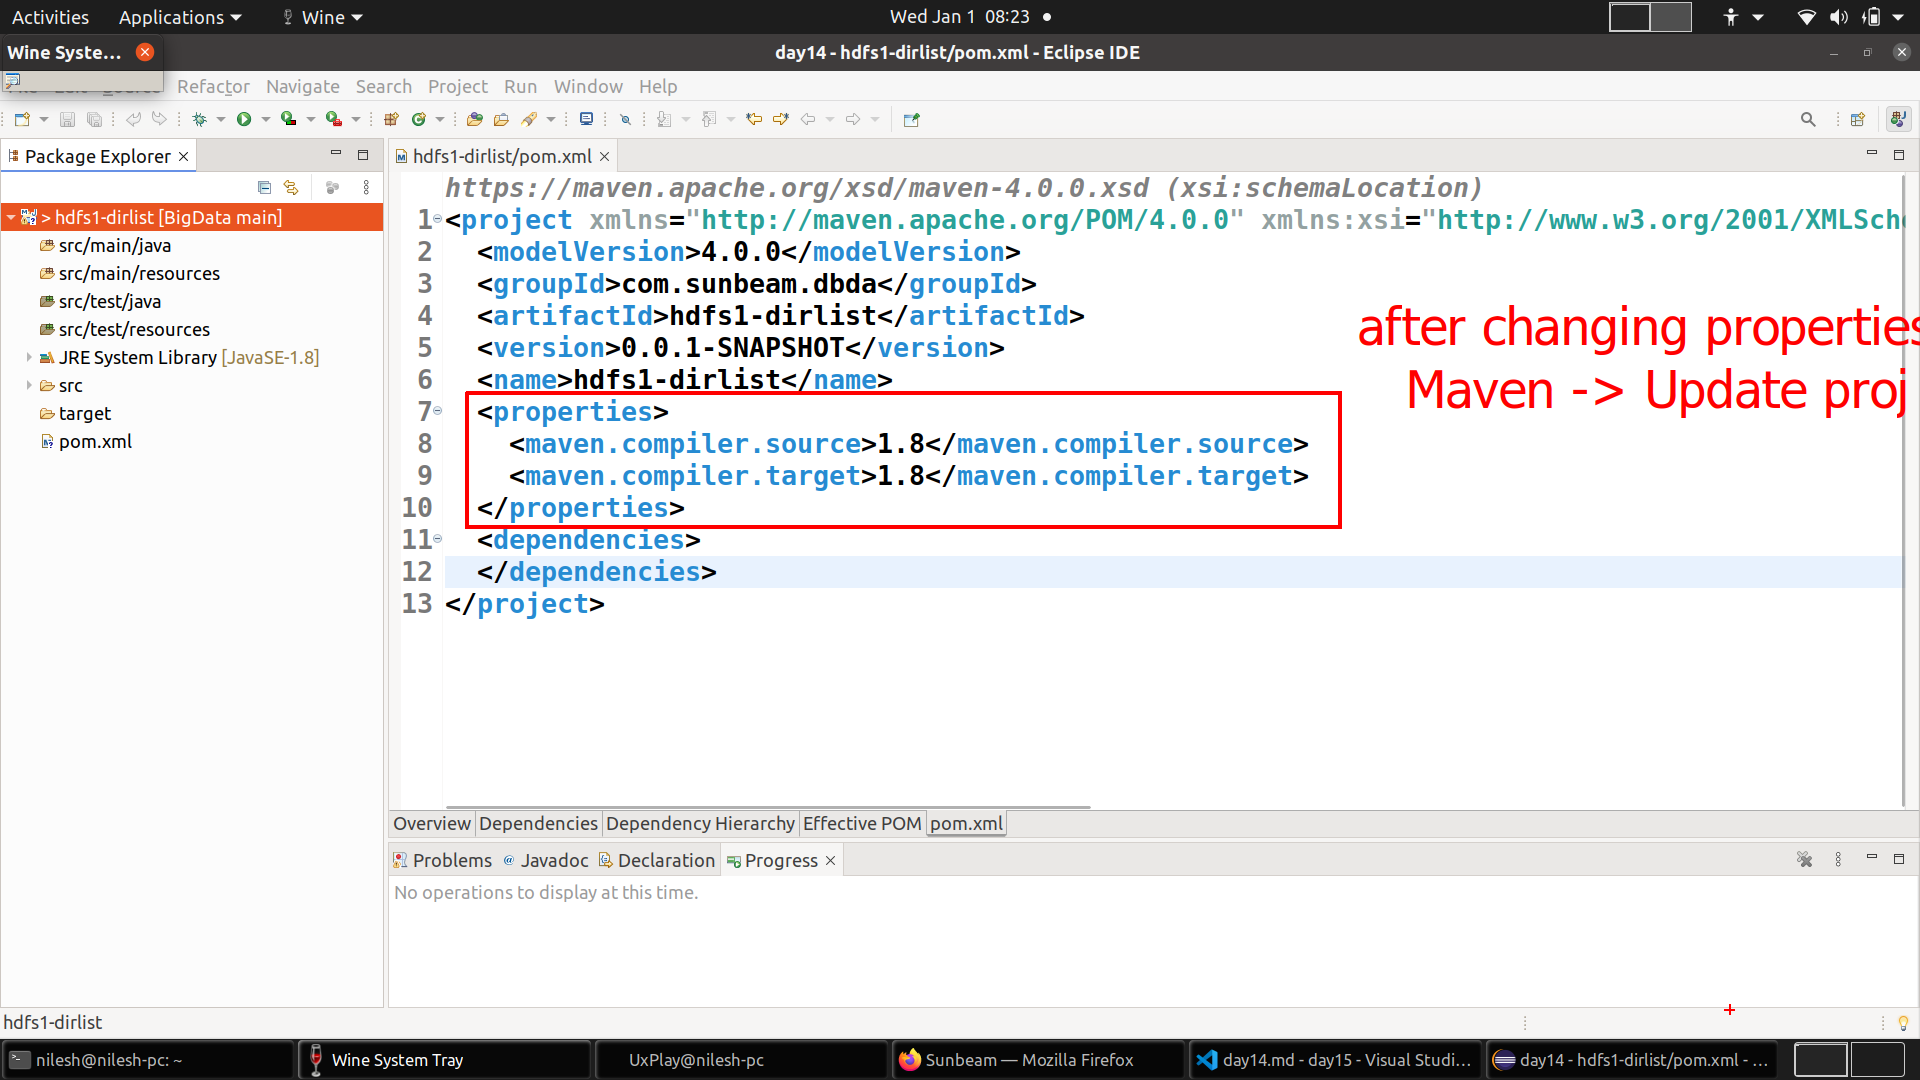 Activities Applications Wine Wed Jan 1 08:23
Wine Syste... day14 - hdfs1-dirlist/pom.xml - Eclipse IDE
Refactor Navigate Search Project Run Window Help
Package Explorer hdfs1-dirlist/pom.xml
> hdfs1-dirlist [BigData main]
src/main/java
src/main/resources
src/test/java
src/test/resources
JRE System Library [JavaSE-1.8]
src
target
pom.xml
https://maven.apache.org/xsd/maven-4.0.0.xsd (xsi:schemaLocation)
1 <project xmlns="http://maven.apache.org/POM/4.0.0" xmlns:xsi="http://www.w3.org/2001/XMLSch
2 <modelVersion>4.0.0</modelVersion>
3 <groupId>com.sunbeam.dbda</groupId>
4 <artifactId>hdfs1-dirlist</artifactId>
5 <version>0.0.1-SNAPSHOT</version>
6 <name>hdfs1-dirlist</name>
7 <properties>
8 <maven.compiler.source>1.8</maven.compiler.source>
9 <maven.compiler.target>1.8</maven.compiler.target>
10 </properties>
11 <dependencies>
12 </dependencies>
13 </project>
after changing properties
Maven -> Update proj
Overview Dependencies Dependency Hierarchy Effective POM pom.xml
Problems Javadoc Declaration Progress
No operations to display at this time.
hdfs1-dirlist
nilesh@nilesh-pc: ~ Wine System Tray UxPlay@nilesh-pc Sunbeam — Mozilla Firefox day14.md - day15 - Visual Studi... day14 - hdfs1-dirlist/pom.xml - ...